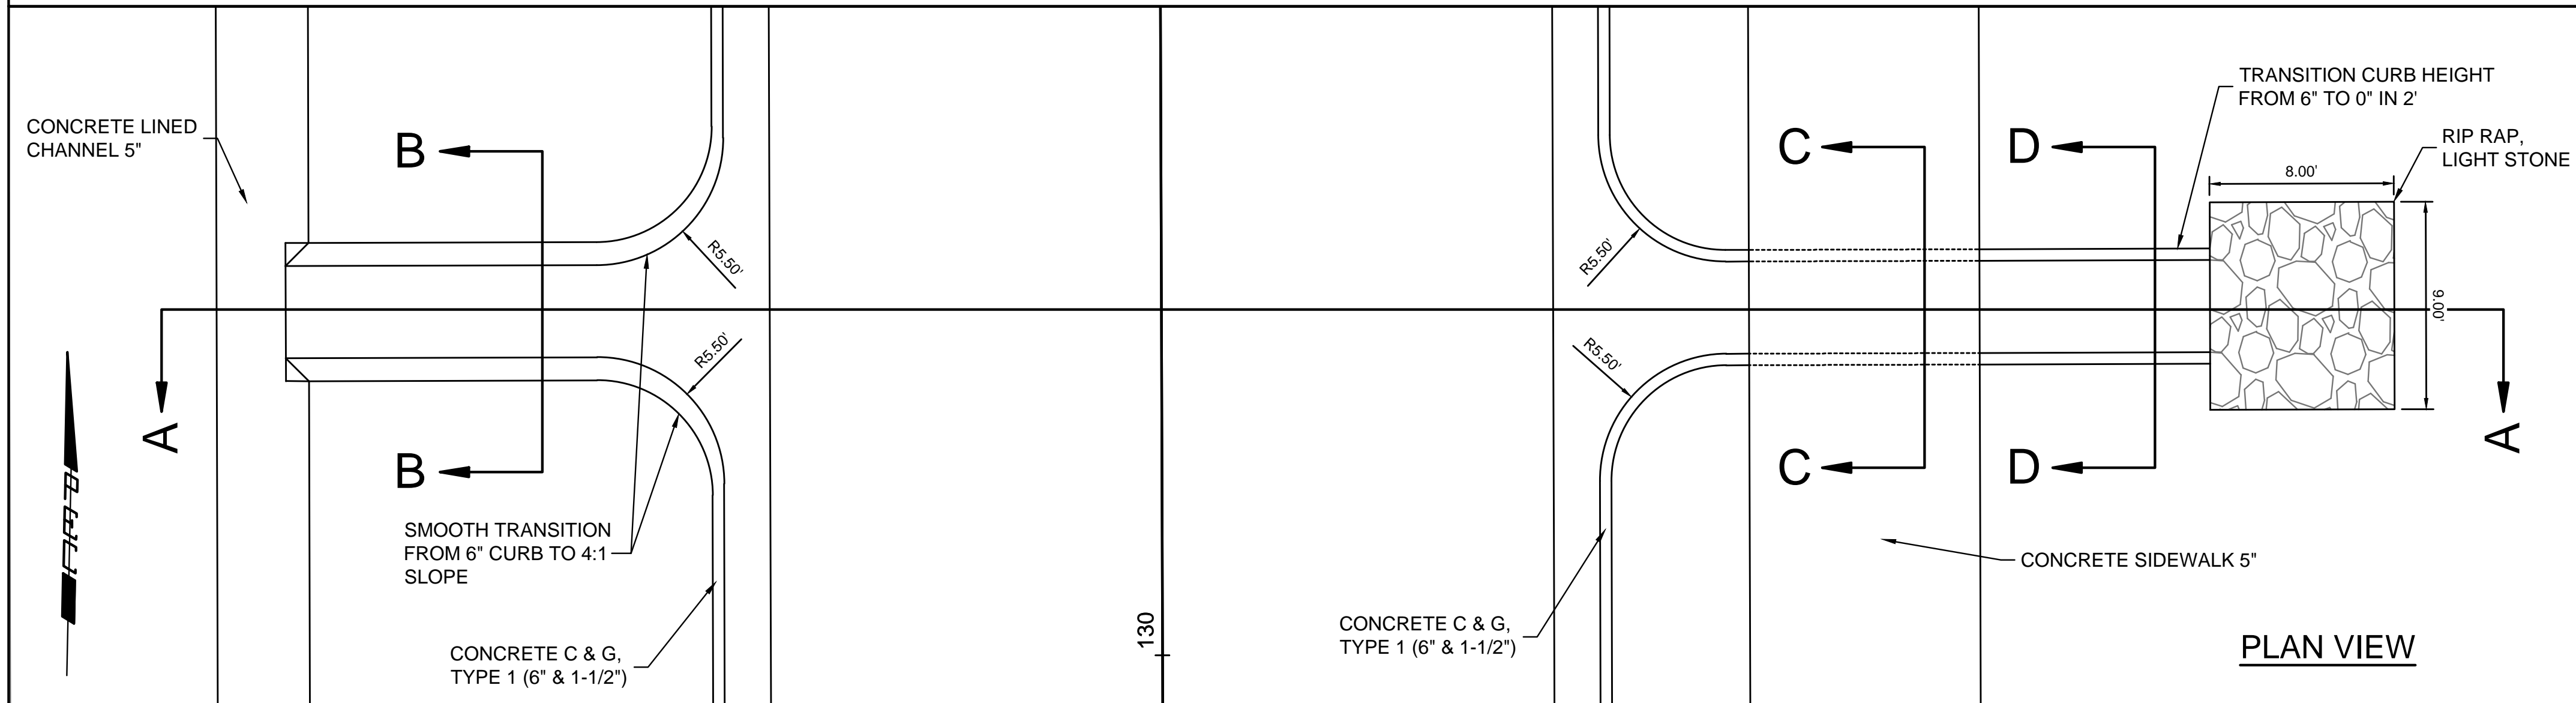 TRANSITION CURB HEIGHT
FROM 6" TO 0" IN 2'
CONCRETE LINED
CHANNEL 5"
RIP RAP,
LIGHT STONE
B
C
D
8.00'
R5.50'
R5.50'
9.00'
R5.50'
R5.50'
A
A
B
C
D
SMOOTH TRANSITION
FROM 6" CURB TO 4:1
SLOPE
CONCRETE SIDEWALK 5"
130
CONCRETE C & G,
TYPE 1 (6" & 1-1/2")
CONCRETE C & G,
TYPE 1 (6" & 1-1/2")
PLAN VIEW